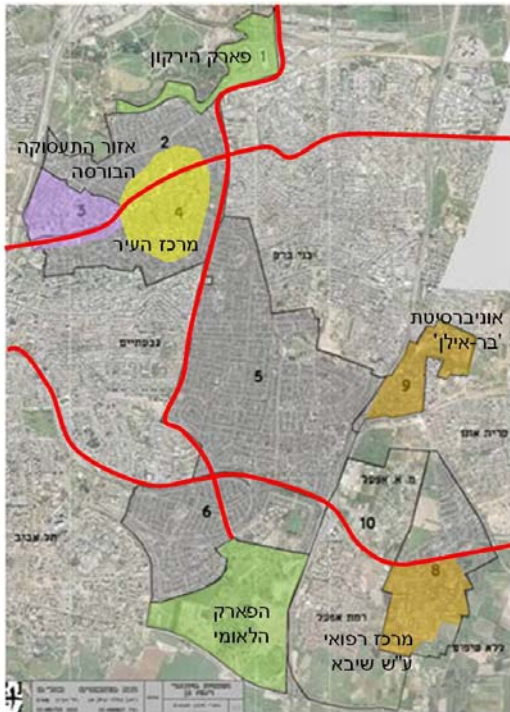 פארק הירקון
1
2
אזור התעסוקה
הבורסה
3
4
מרכז העיר
בני ברק
אוניברסיטת
'בר-אילן'
גבעתיים
5
9
קרית אונו
מ. א. אפעל
6
10
תל אביב
8
הפארק
הלאומי
רמת אפעל
מרכז רפואי
ע"ש שיבא